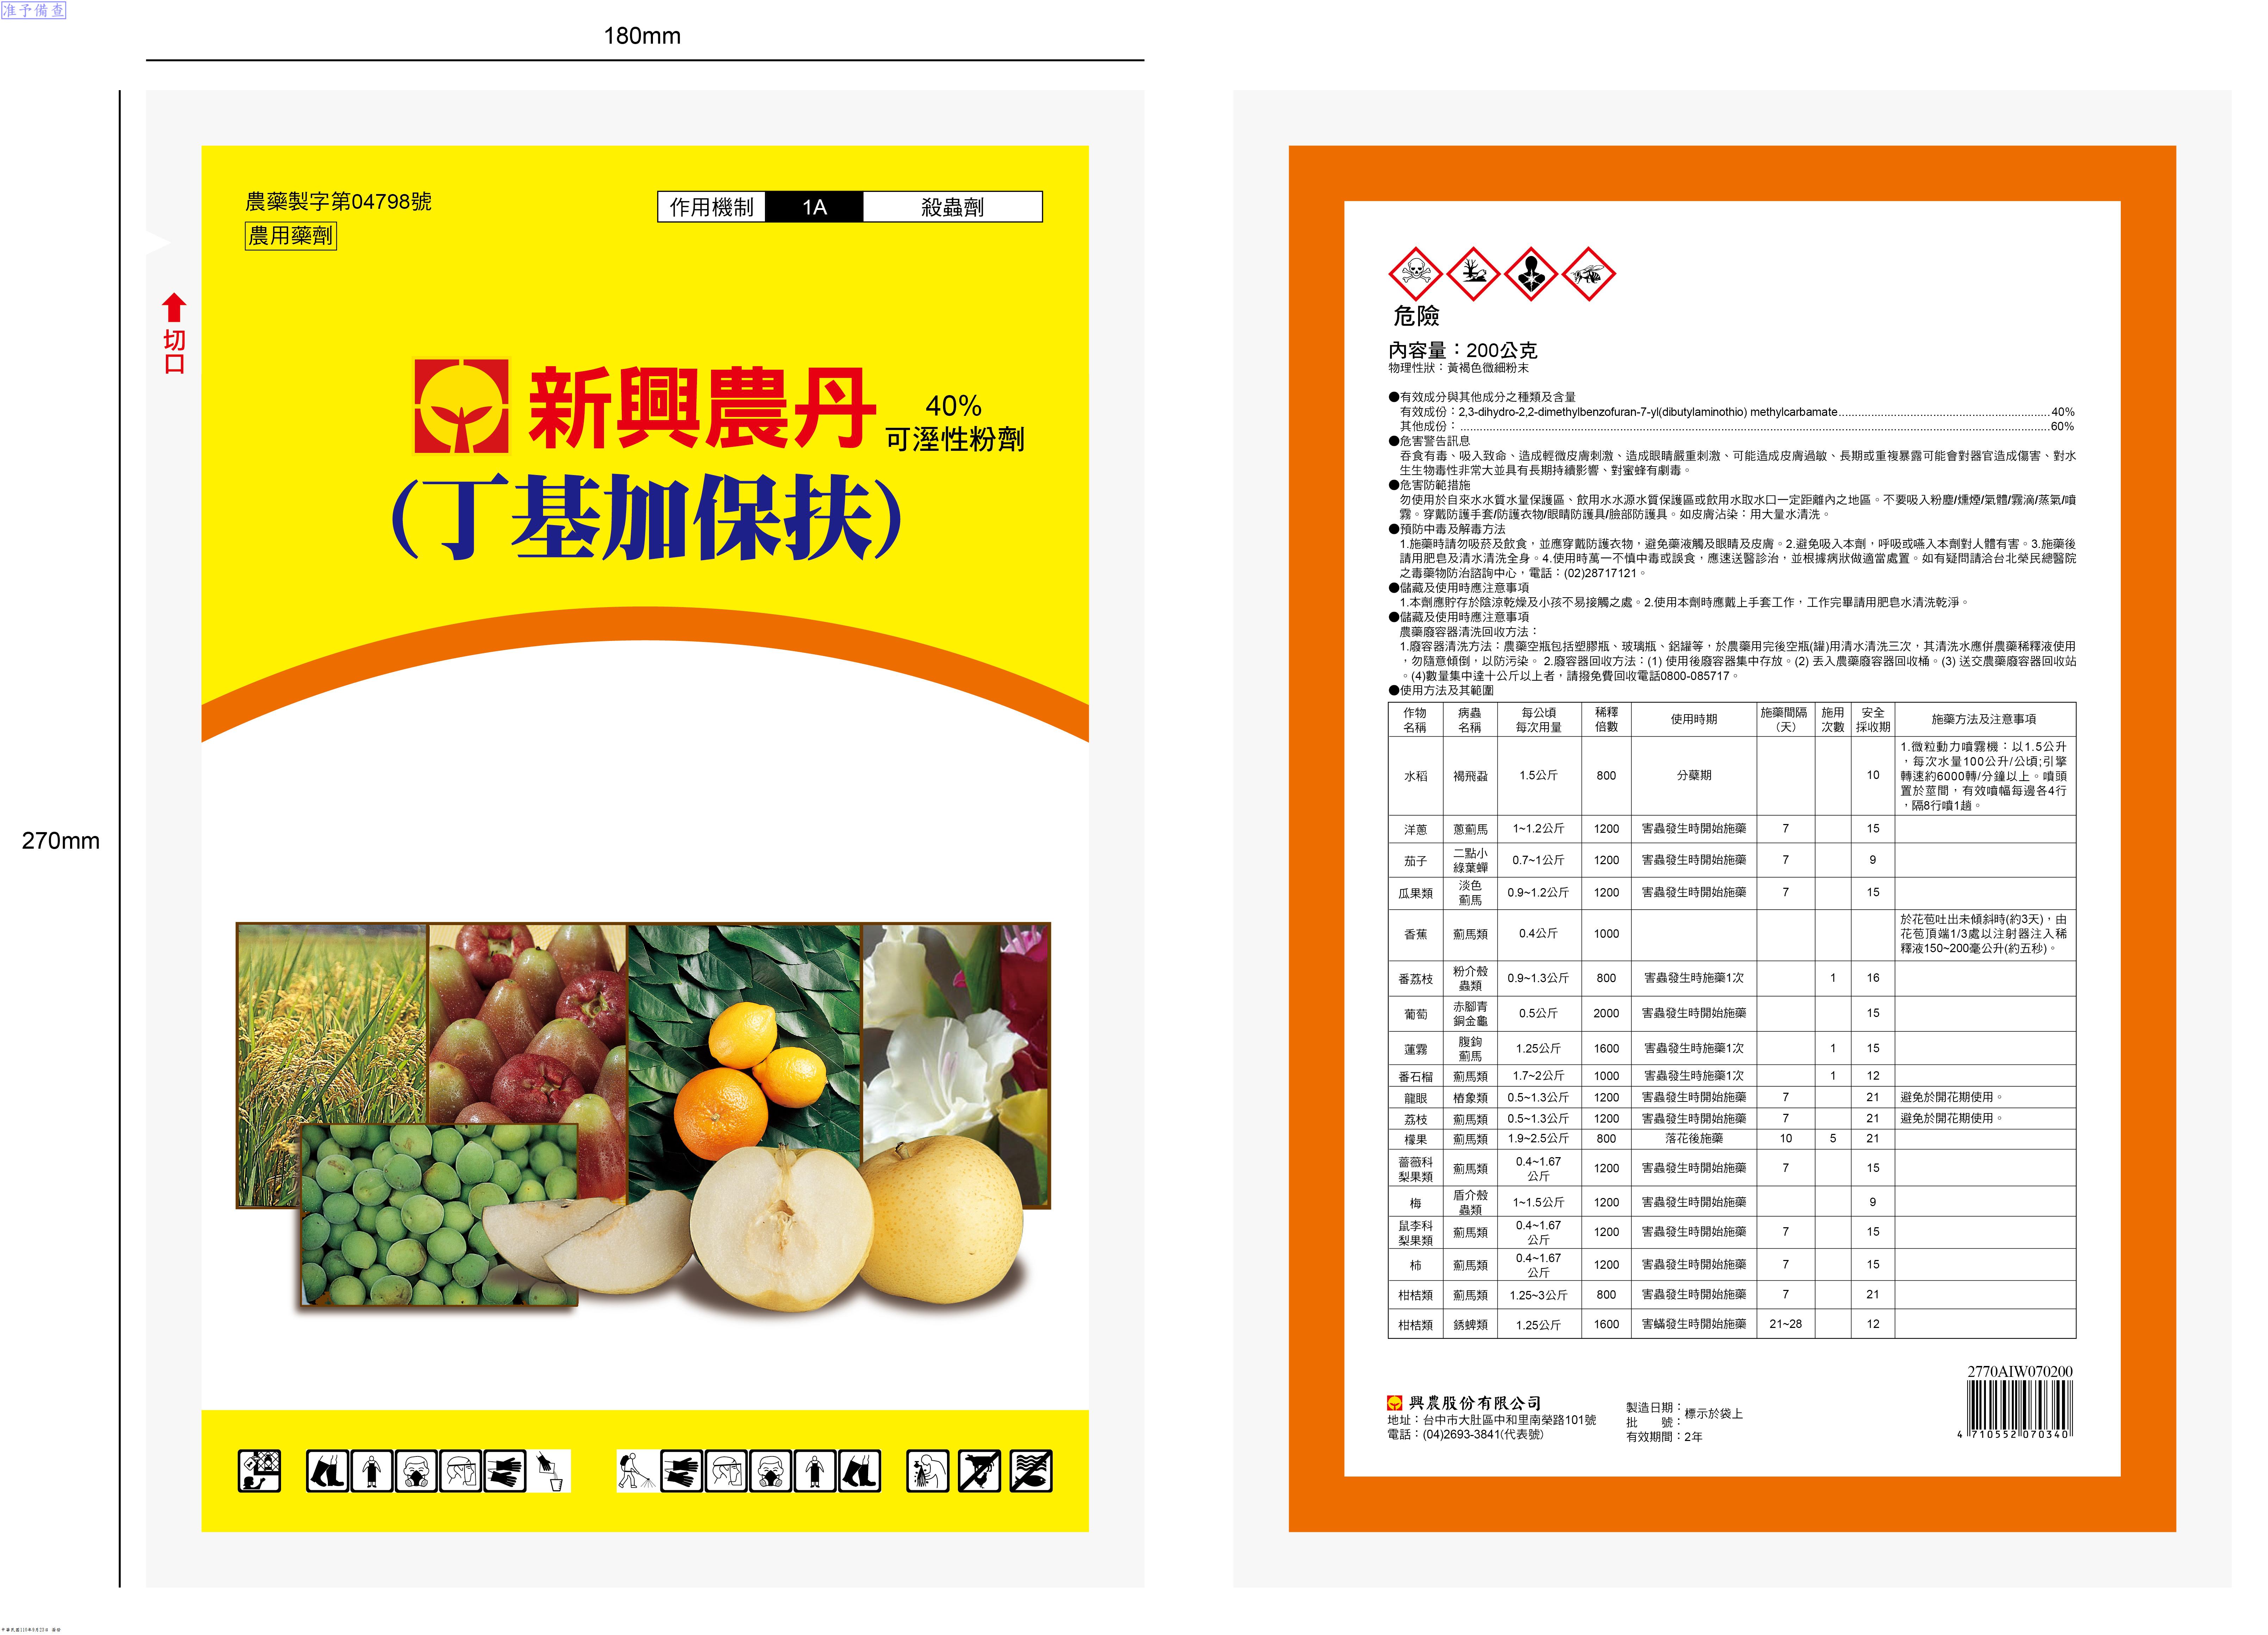 准予備查
180mm
270mm
切口
農藥製字第04798號
農用藥劑
作用機制 1A 殺蟲劑
新興農丹
40%
可溼性粉劑
(丁基加保扶)
危險
內容量：200公克
物理性狀：黃褐色微細粉末
●有效成分與其他成分之種類及含量
有效成份：2,3-dihydro-2,2-dimethylbenzofuran-7-yl(dibutylaminothio) methylcarbamate 40%
其他成份： 60%
●危害警告訊息
吞食有毒、吸入致命、造成輕微皮膚刺激、造成眼睛嚴重刺激、可能造成皮膚過敏、長期或重複暴露可能會對器官造成傷害、對水
生生物毒性非常大並具有長期持續影響、對蜜蜂有劇毒。
●危害防範措施
勿使用於自來水水質水量保護區、飲用水水源水質保護區或飲用水取水口一定距離內之地區。不要吸入粉塵/燻煙/氣體/霧滴/蒸氣/噴
霧。穿戴防護手套/防護衣物/眼睛防護具/臉部防護具。如皮膚沾染：用大量水清洗。
●預防中毒及解毒方法
1.施藥時請勿吸菸及飲食，並應穿戴防護衣物，避免藥液觸及眼睛及皮膚。2.避免吸入本劑，呼吸或嚥入本劑對人體有害。3.施藥後
請用肥皂及清水清洗全身。4.使用時萬一不慎中毒或誤食，應速送醫診治，並根據病狀做適當處置。如有疑問請洽台北榮民總醫院
之毒藥物防治諮詢中心，電話：(02)28717121。
●儲藏及使用時應注意事項
1.本劑應貯存於陰涼乾燥及小孩不易接觸之處。2.使用本劑時應戴上手套工作，工作完畢請用肥皂水清洗乾淨。
●儲藏及使用時應注意事項
農藥廢容器清洗回收方法：
1.廢容器清洗方法：農藥空瓶包括塑膠瓶、玻璃瓶、鋁罐等，於農藥用完後空瓶(罐)用清水清洗三次，其清洗水應併農藥稀釋液使用
，勿隨意傾倒，以防污染。 2.廢容器回收方法：(1) 使用後廢容器集中存放。(2) 丟入農藥廢容器回收桶。(3) 送交農藥廢容器回收站
。(4)數量集中達十公斤以上者，請撥免費回收電話0800-085717。
●使用方法及其範圍
作物名稱 病蟲名稱 每公頃每次用量 稀釋倍數 使用時期 施藥間隔（天） 施用次數 安全採收期 施藥方法及注意事項
水稻 褐飛蝨 1.5公斤 800 分蘗期 10 1.微粒動力噴霧機：以1.5公升
，每次水量100公升/公頃;引擎
轉速約6000轉/分鐘以上。噴頭
置於莖間，有效噴幅每邊各4行
，隔8行噴1趟。
洋蔥 蔥薊馬 1~1.2公斤 1200 害蟲發生時開始施藥 7 15
茄子 二點小綠葉蟬 0.7~1公斤 1200 害蟲發生時開始施藥 7 9
瓜果類 淡色薊馬 0.9~1.2公斤 1200 害蟲發生時開始施藥 7 15
香蕉 薊馬類 0.4公斤 1000 於花苞吐出未傾斜時(約3天)，由
花苞頂端1/3處以注射器注入稀
釋液150~200毫公升(約五秒)。
番荔枝 粉介殼蟲類 0.9~1.3公斤 800 害蟲發生時施藥1次 1 16
葡萄 赤腳青銅金龜 0.5公斤 2000 害蟲發生時開始施藥 15
蓮霧 腹鉤薊馬 1.25公斤 1600 害蟲發生時施藥1次 1 15
番石榴 薊馬類 1.7~2公斤 1000 害蟲發生時施藥1次 1 12
龍眼 椿象類 0.5~1.3公斤 1200 害蟲發生時開始施藥 7 21 避免於開花期使用。
荔枝 薊馬類 0.5~1.3公斤 1200 害蟲發生時開始施藥 7 21 避免於開花期使用。
檬果 薊馬類 1.9~2.5公斤 800 落花後施藥 10 5 21
薔薇科梨果類 薊馬類 0.4~1.67公斤 1200 害蟲發生時開始施藥 7 15
梅 盾介殼蟲類 1~1.5公斤 1200 害蟲發生時開始施藥 9
鼠李科梨果類 薊馬類 0.4~1.67公斤 1200 害蟲發生時開始施藥 7 15
柿 薊馬類 0.4~1.67公斤 1200 害蟲發生時開始施藥 7 15
柑桔類 薊馬類 1.25~3公斤 800 害蟲發生時開始施藥 7 21
柑桔類 銹蜱類 1.25公斤 1600 害蟎發生時開始施藥 21~28 12
興農股份有限公司
地址：台中市大肚區中和里南榮路101號
電話：(04)2693-3841(代表號)
製造日期：
批　　號：標示於袋上
有效期間：2年
2770AIW070200
4 710552 070340